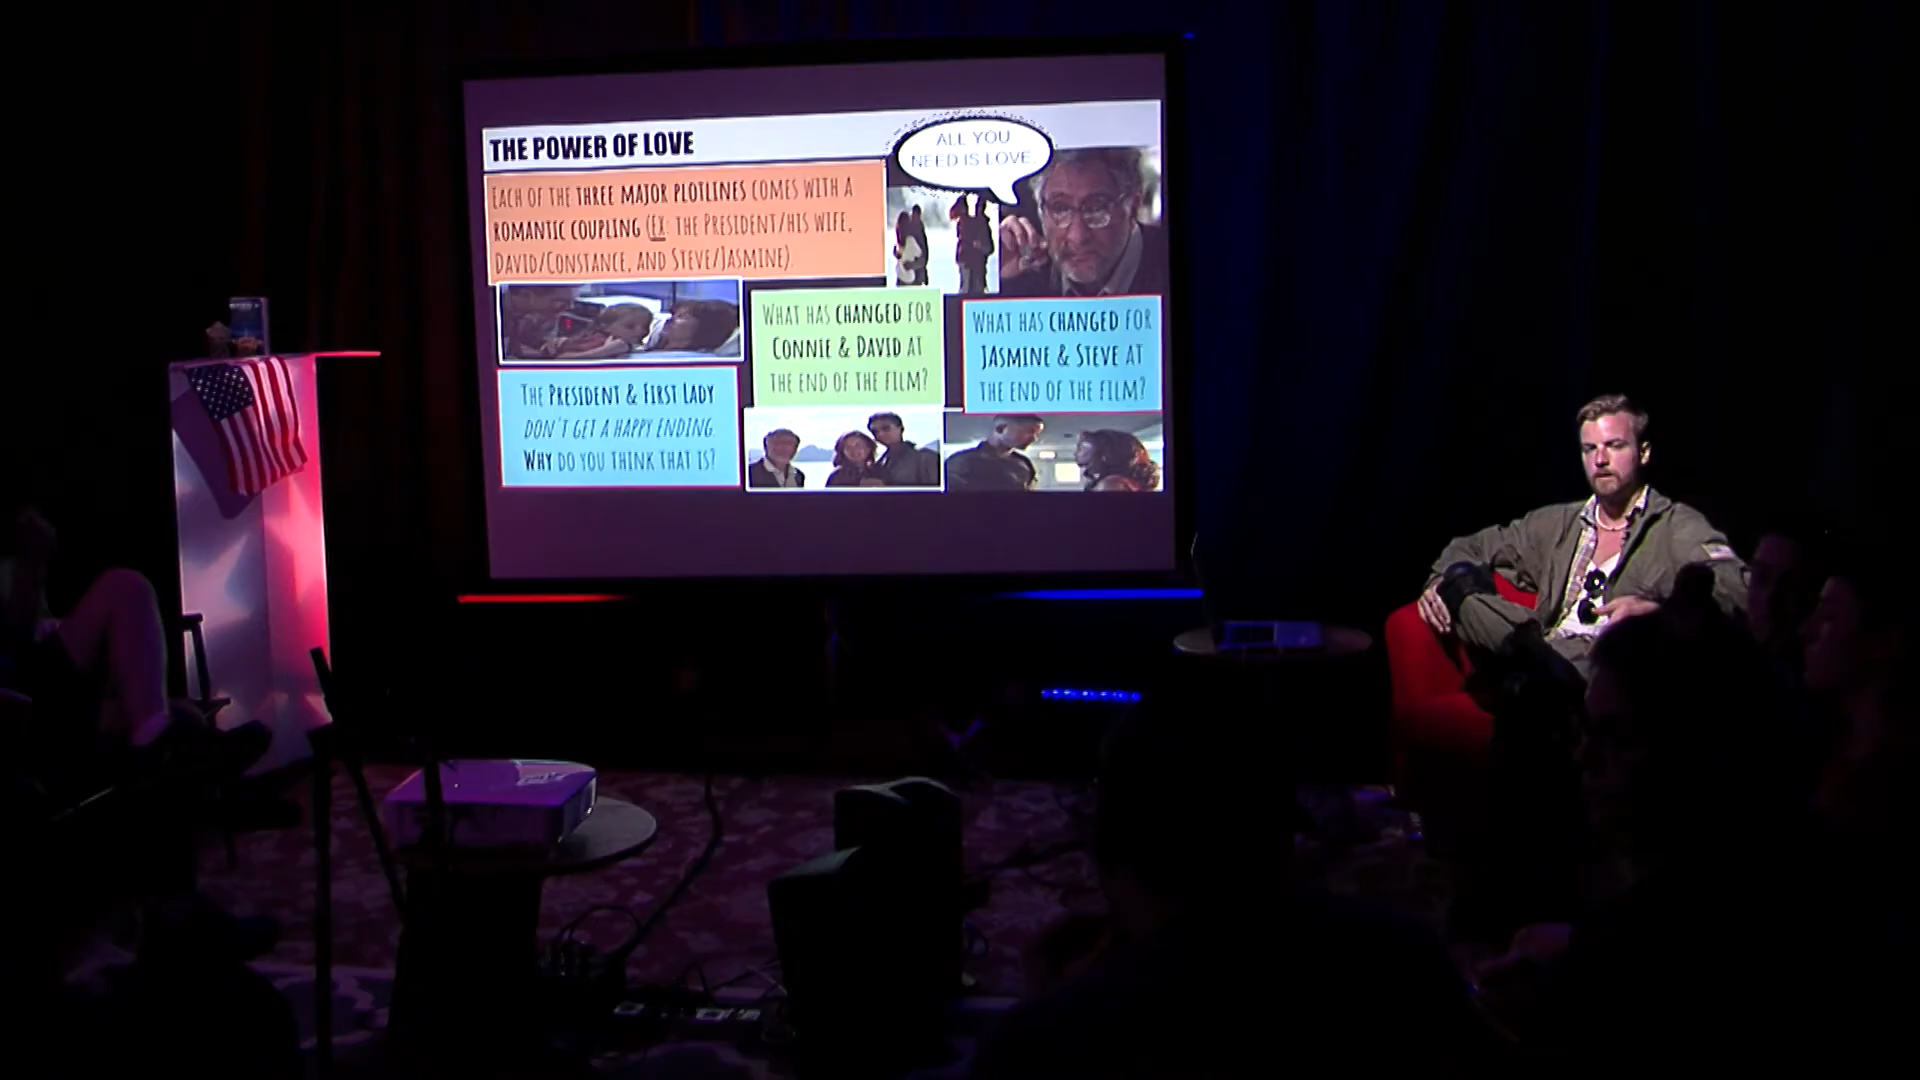 THE POWER OF LOVE
ALL YOU
NEED IS LOVE
EACH OF THE THREE MAJOR PLOTLINES COMES WITH A
ROMANTIC COUPLING (EX: THE PRESIDENT/HIS WIFE,
DAVID/CONSTANCE, AND STEVE/JASMINE).
THE PRESIDENT & FIRST LADY
DON'T GET A HAPPY ENDING.
WHY DO YOU THINK THAT IS?
WHAT HAS CHANGED FOR
CONNIE & DAVID AT
THE END OF THE FILM?
WHAT HAS CHANGED FOR
JASMINE & STEVE AT
THE END OF THE FILM?